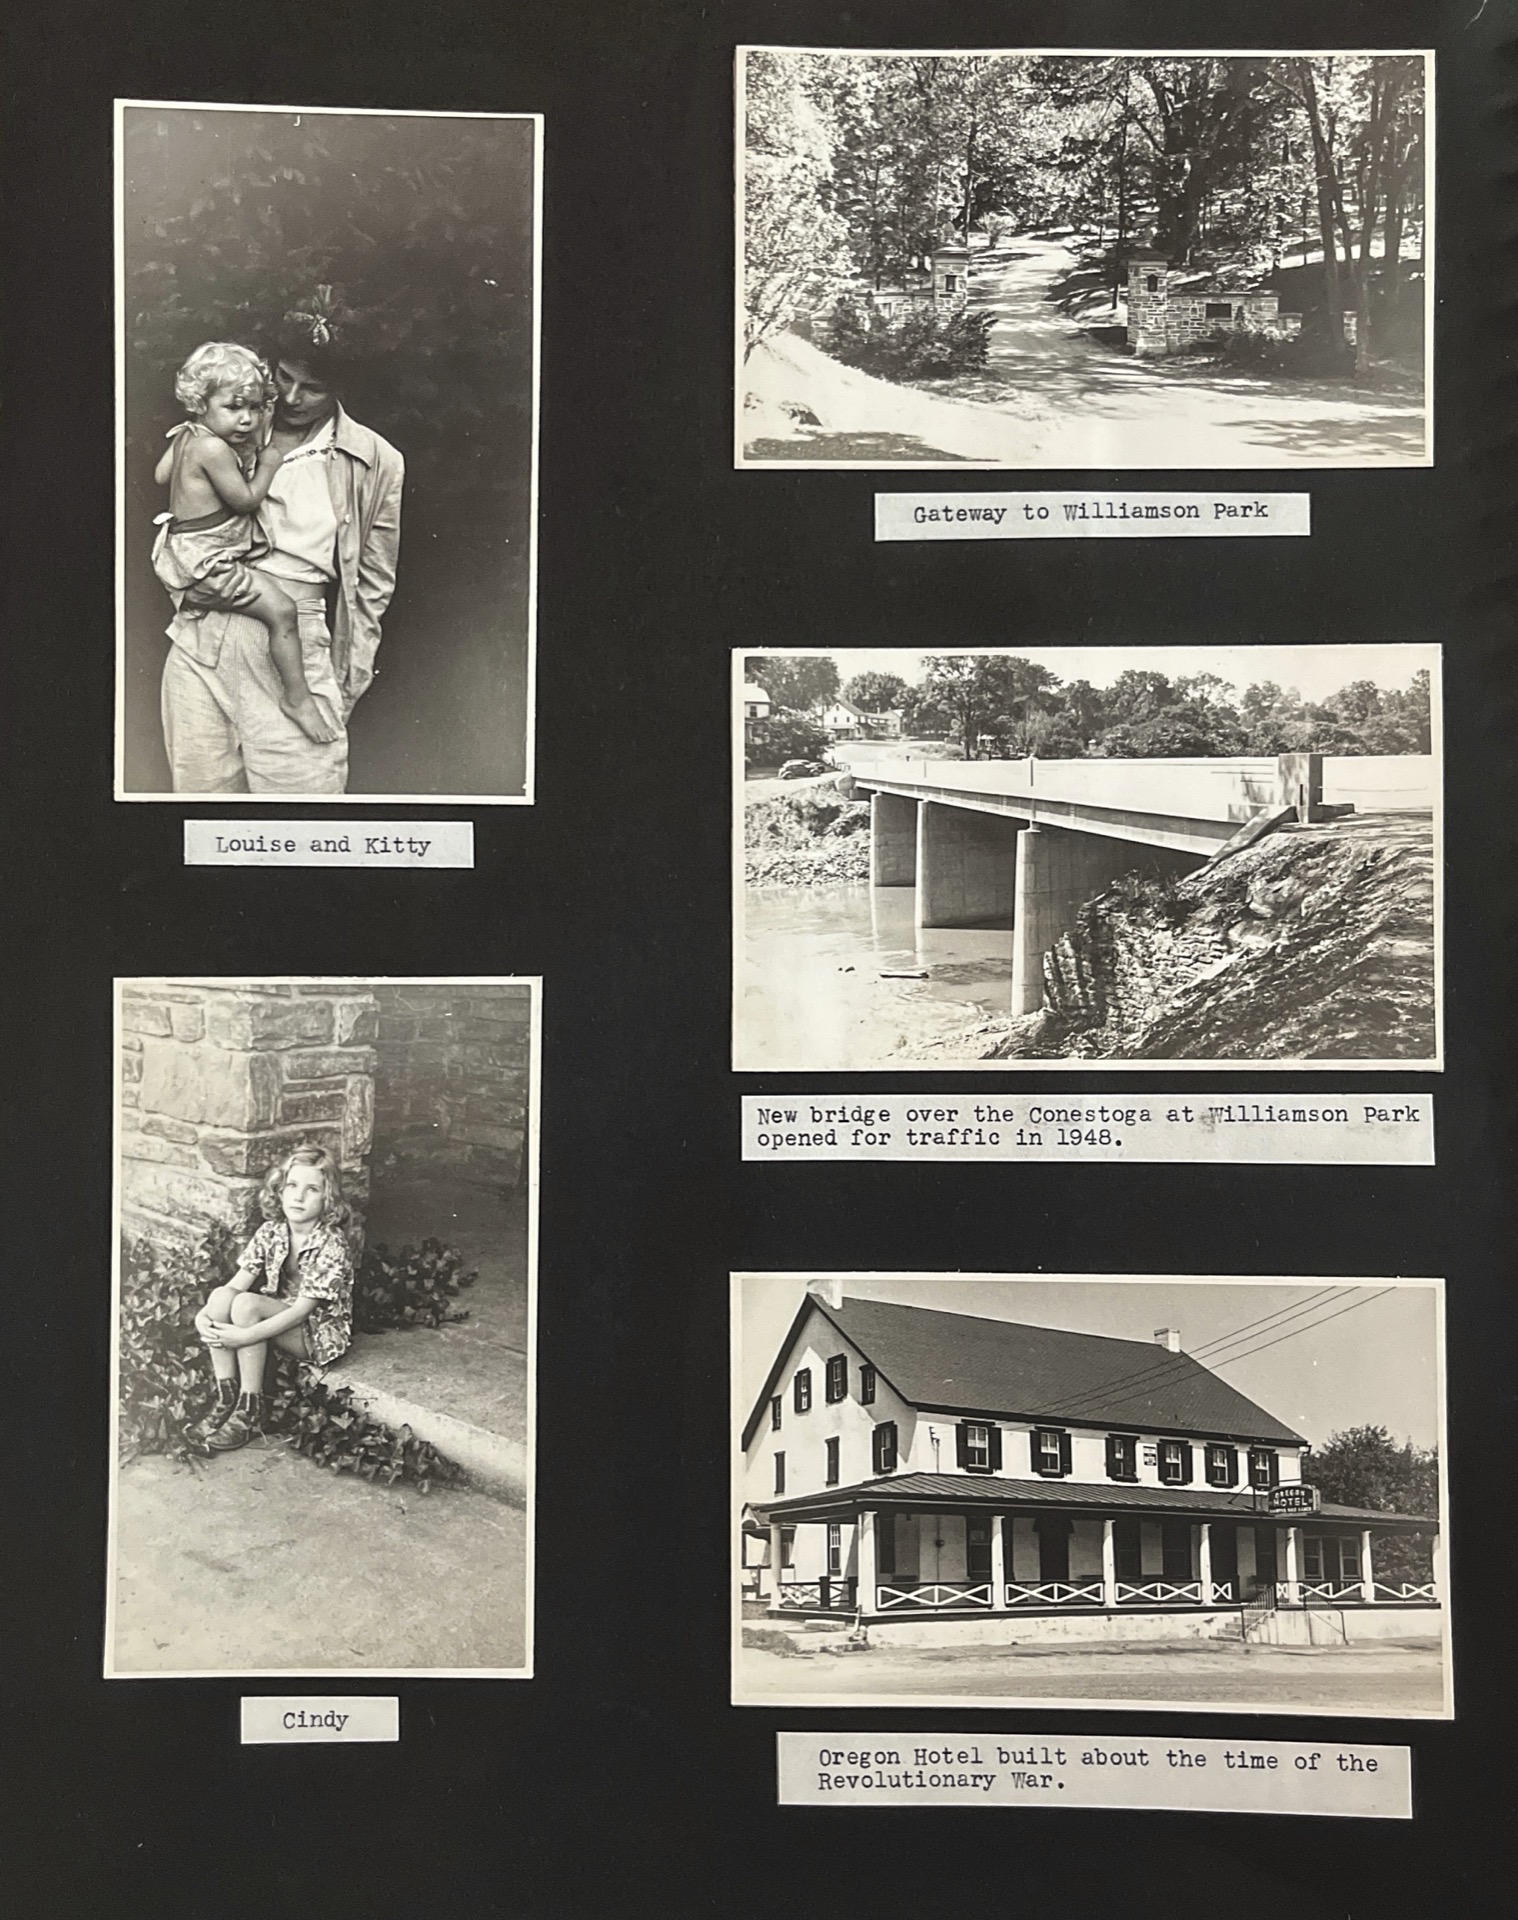 Louise and Kitty
Cindy
Gateway to Williamson Park
New bridge over the Conestoga at Williamson Park
opened for traffic in 1948.
OREGON
HOTEL
Oregon Hotel built about the time of the
Revolutionary War.